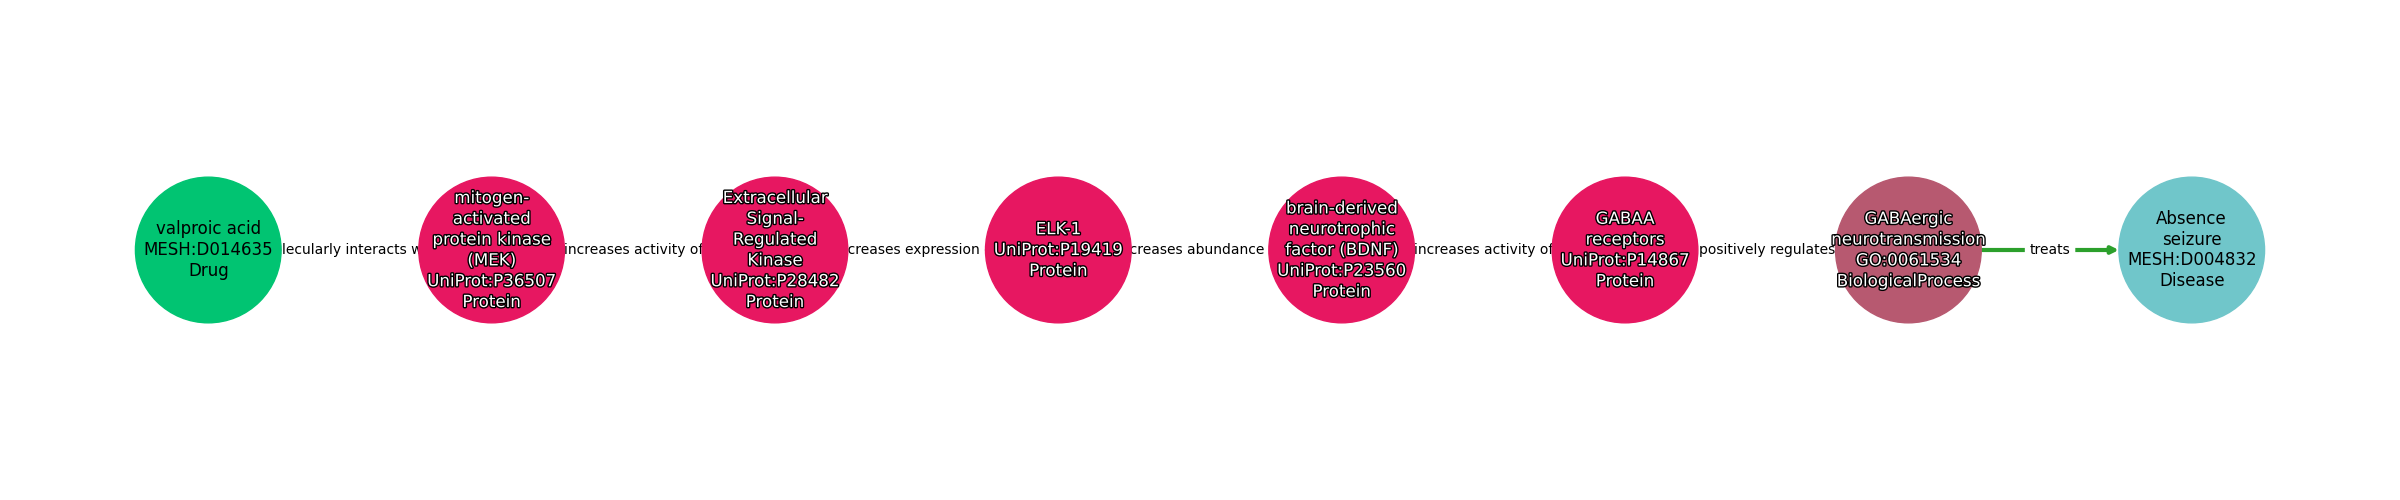 valproic acid
MESH:D014635
Drug
lecularly interacts w
mitogen-
activated
protein kinase
(MEK)
UniProt:P36507
Protein
increases activity of
Extracellular
Signal-
Regulated
Kinase
UniProt:P28482
Protein
creases expression
ELK-1
UniProt:P19419
Protein
creases abundance
brain-derived
neurotrophic
factor (BDNF)
UniProt:P23560
Protein
increases activity of
GABAA
receptors
UniProt:P14867
Protein
positively regulates
GABAergic
neurotransmission
GO:0061534
BiologicalProcess
treats
Absence
seizure
MESH:D004832
Disease